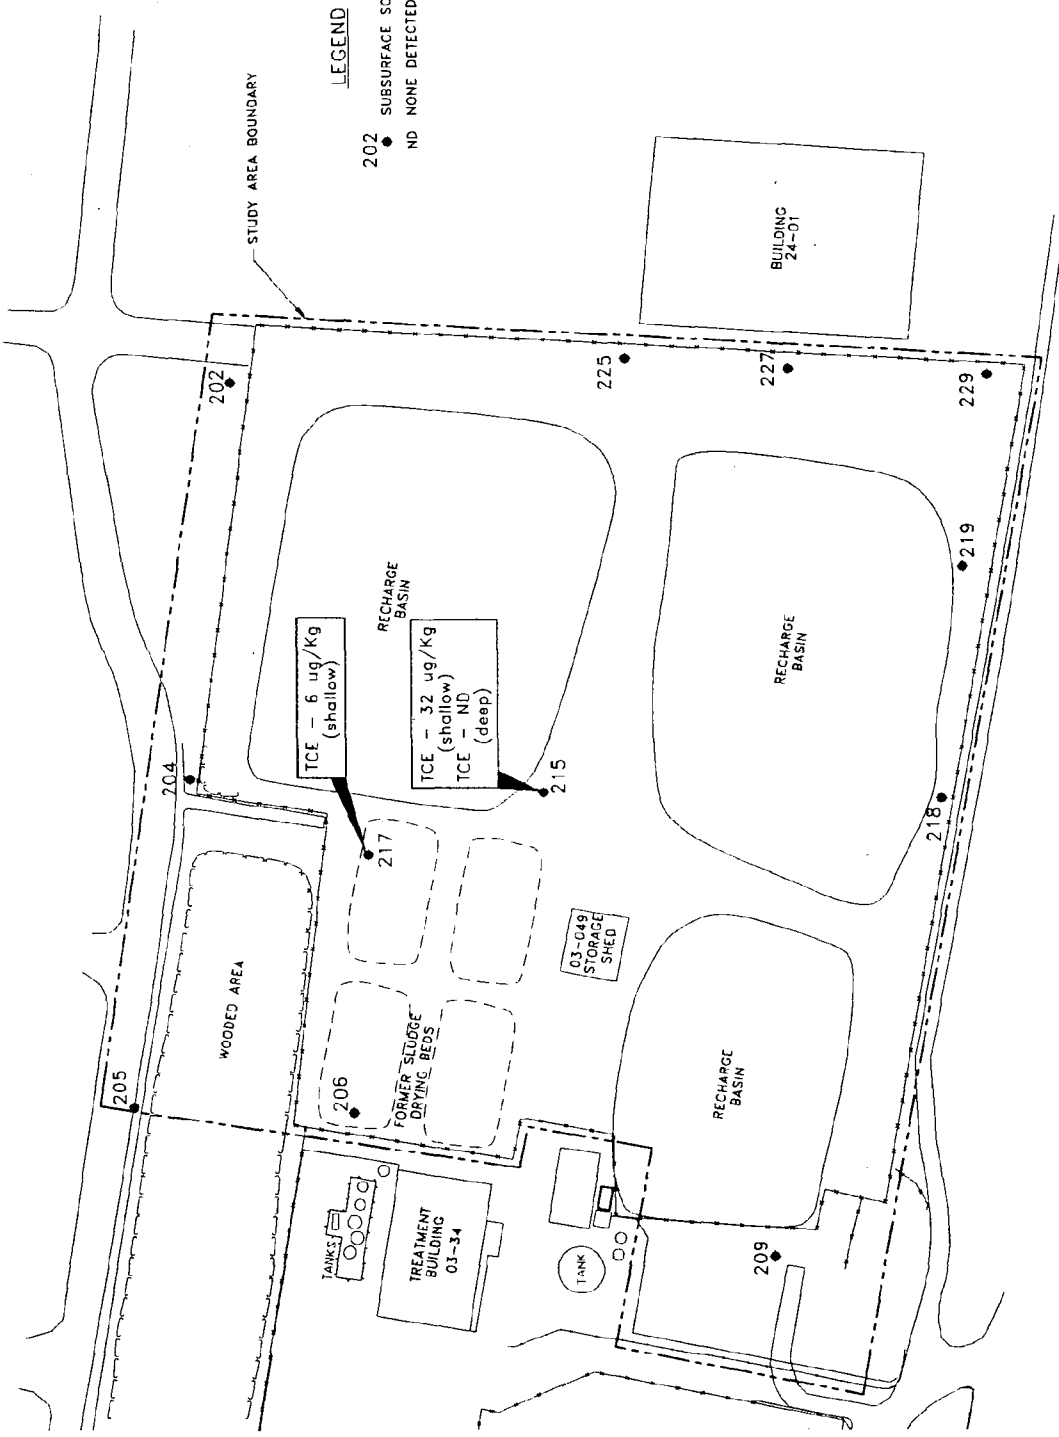 LEGEND
202 SUBSURFACE SO
ND NONE DETECTED
STUDY AREA BOUNDARY
BUILDING
24-01
202
225
227
229
RECHARGE
BASIN
TCE - 6 ug/Kg
(shallow)
TCE - 32 ug/Kg
(shallow)
TCE - ND
(deep)
219
RECHARGE
BASIN
204
217
215
218
WOODED AREA
03-049
STORAGE
SHED
205
206
FORMER SLUDGE
DRYING BEDS
RECHARGE
BASIN
TANKS
TREATMENT
BUILDING
03-34
TANK
209